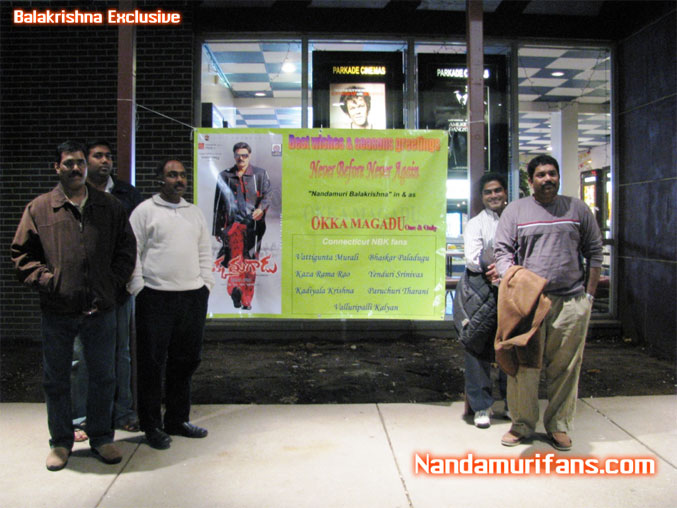 Balakrishna Exclusive
PARKADE CINEMAS
PARKADE CINEMAS
Best wishes & seasons greetings
Never Before Never Again
"Nandamuri Balakrishna" in & as
OKKA MAGADU One & Only
ఒక్క మగాడు
Connecticut NBK fans
Vattigunta Murali Bhaskar Paladugu
Kaza Rama Rao Yenduri Srinivas
Kadiyala Krishna Paruchuri Tharani
Valluripalli Kalyan
Nandamurifans.com